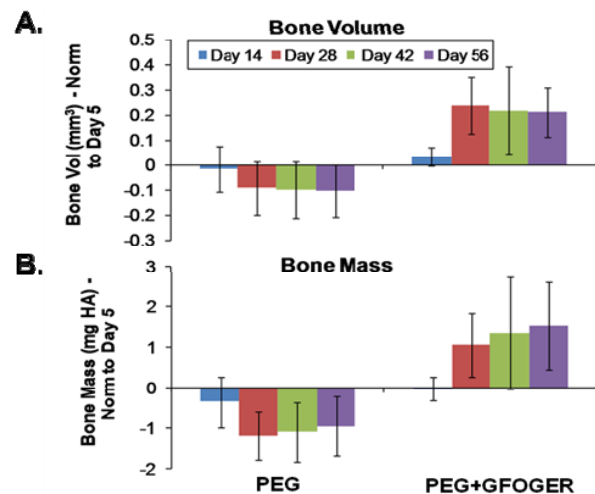 A.
Bone Volume
Bone Vol (mm³) - Norm
to Day 5
0.5
0.4
0.3
0.2
0.1
0
-0.1
-0.2
-0.3
Day 14 Day 28 Day 42 Day 56
B.
Bone Mass
Bone Mass (mg HA) -
Norm to Day 5
3
2
1
0
-1
-2
PEG PEG+GFOGER